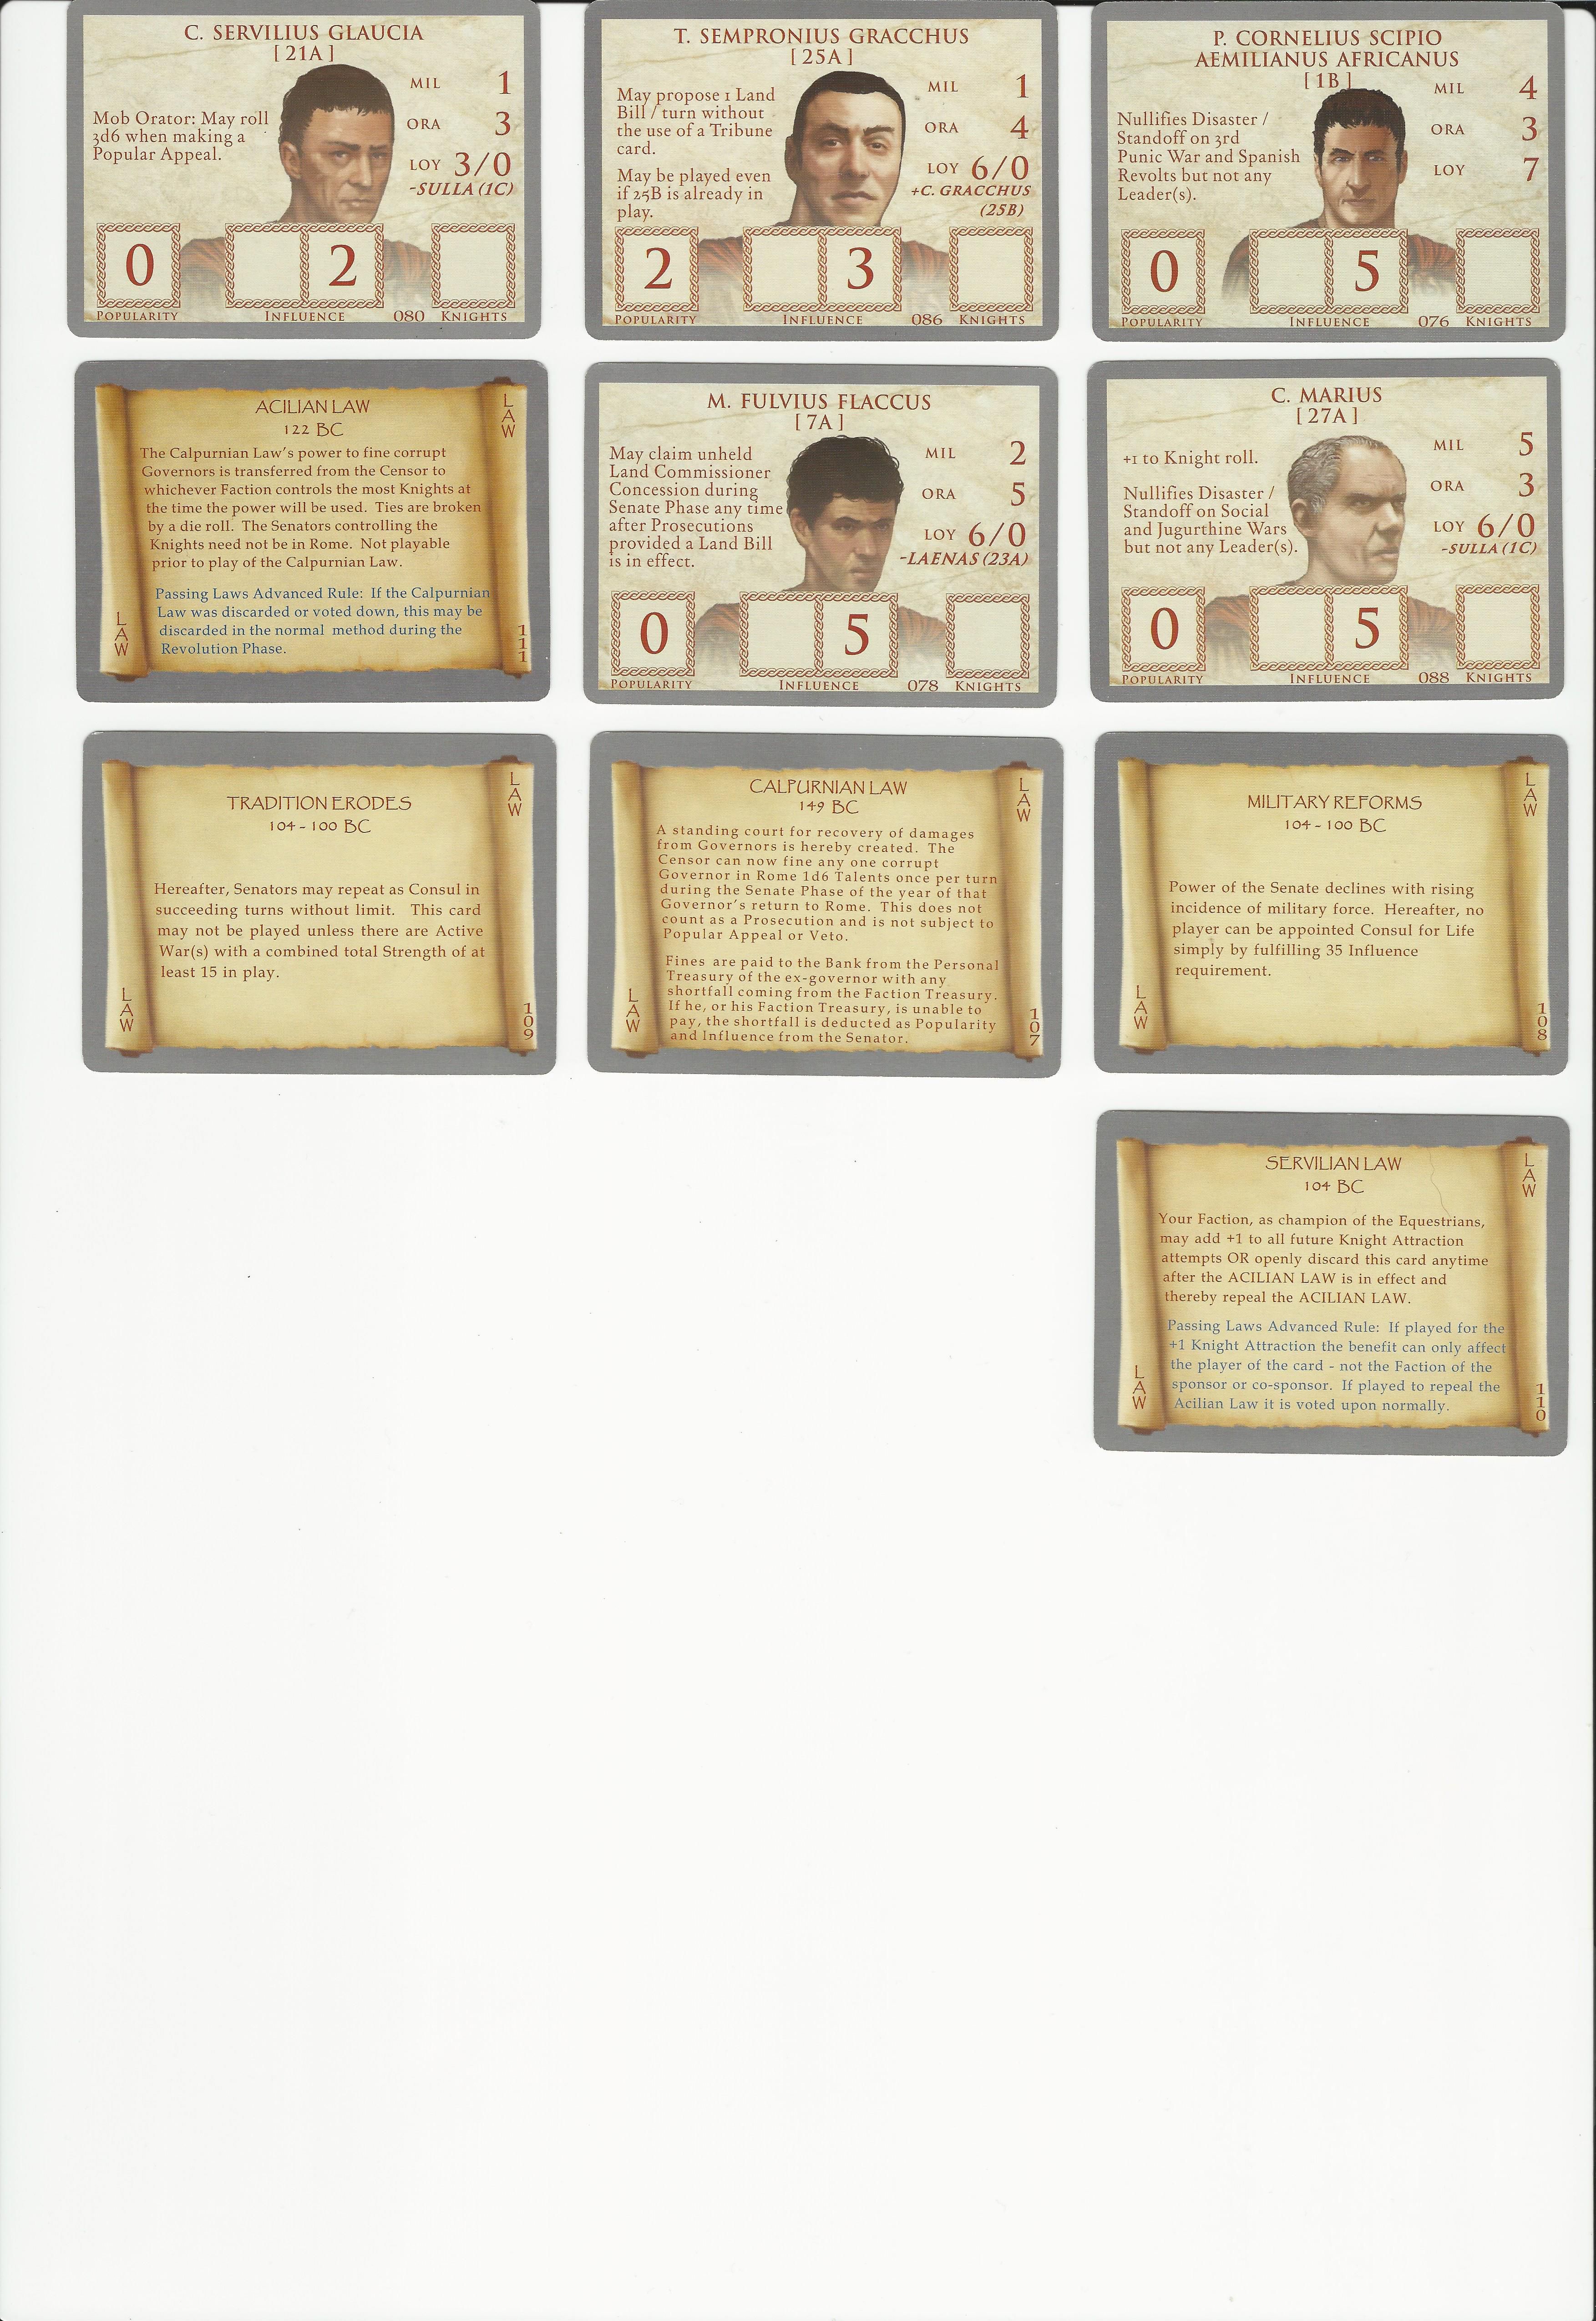 C. SERVILIUS GLAUCIA
[ 21A ]
Mob Orator: May roll
3d6 when making a
Popular Appeal.
MIL 1
ORA 3
LOY 3/0
-SULLA (1C)
0
2
POPULARITY
INFLUENCE
080
KNIGHTS
T. SEMPRONIUS GRACCHUS
[ 25A ]
May propose 1 Land
Bill / turn without
the use of a Tribune
card.
May be played even
if 25B is already in
play.
MIL 1
ORA 4
LOY 6/0
+C. GRACCHUS
(25B)
2
3
POPULARITY
INFLUENCE
086
KNIGHTS
P. CORNELIUS SCIPIO
AEMILIANUS AFRICANUS
[ 1B ]
Nullifies Disaster /
Standoff on 3rd
Punic War and Spanish
Revolts but not any
Leader(s).
MIL 4
ORA 3
LOY 7
0
5
POPULARITY
INFLUENCE
076
KNIGHTS
ACILIAN LAW
122 BC
The Calpurnian Law's power to fine corrupt
Governors is transferred from the Censor to
whichever Faction controls the most Knights at
the time the power will be used. Ties are broken
by a die roll. The Senators controlling the
Knights need not be in Rome. Not playable
prior to play of the Calpurnian Law.
Passing Laws Advanced Rule: If the Calpurnian
Law was discarded or voted down, this may be
discarded in the normal method during the
Revolution Phase.
LAW
LAW
111
M. FULVIUS FLACCUS
[ 7A ]
May claim unheld
Land Commissioner
Concession during
Senate Phase any time
after Prosecutions
provided a Land Bill
is in effect.
MIL 2
ORA 5
LOY 6/0
-LAENAS (23A)
0
5
POPULARITY
INFLUENCE
078
KNIGHTS
C. MARIUS
[ 27A ]
+1 to Knight roll.
Nullifies Disaster /
Standoff on Social
and Jugurthine Wars
but not any Leader(s).
MIL 5
ORA 3
LOY 6/0
-SULLA (1C)
0
5
POPULARITY
INFLUENCE
088
KNIGHTS
TRADITION ERODES
104 - 100 BC
Hereafter, Senators may repeat as Consul in
succeeding turns without limit. This card
may not be played unless there are Active
War(s) with a combined total Strength of at
least 15 in play.
LAW
LAW
109
CALPURNIAN LAW
149 BC
A standing court for recovery of damages
from Governors is hereby created. The
Censor can now fine any one corrupt
Governor in Rome 1d6 Talents once per turn
during the Senate Phase of the year of that
Governor's return to Rome. This does not
count as a Prosecution and is not subject to
Popular Appeal or Veto.
Fines are paid to the Bank from the Personal
Treasury of the ex-governor with any
shortfall coming from the Faction Treasury.
If he, or his Faction Treasury, is unable to
pay, the shortfall is deducted as Popularity
and Influence from the Senator.
LAW
LAW
107
MILITARY REFORMS
104 - 100 BC
Power of the Senate declines with rising
incidence of military force. Hereafter, no
player can be appointed Consul for Life
simply by fulfilling 35 Influence
requirement.
LAW
LAW
108
SERVILIAN LAW
104 BC
Your Faction, as champion of the Equestrians,
may add +1 to all future Knight Attraction
attempts OR openly discard this card anytime
after the ACILIAN LAW is in effect and
thereby repeal the ACILIAN LAW.
Passing Laws Advanced Rule: If played for the
+1 Knight Attraction the benefit can only affect
the player of the card - not the Faction of the
sponsor or co-sponsor. If played to repeal the
Acilian Law it is voted upon normally.
LAW
LAW
110